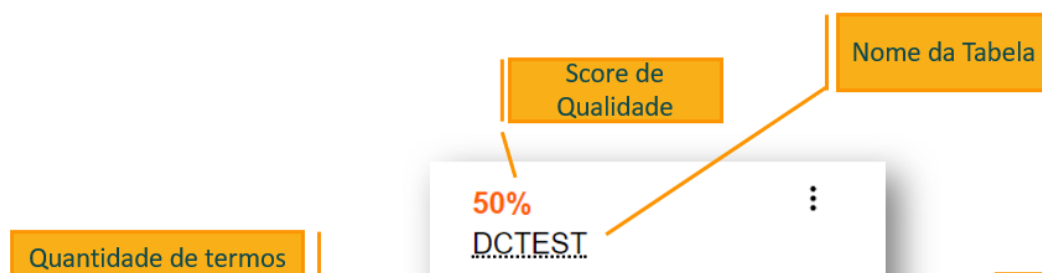 Nome da Tabela
Score de
Qualidade
50%
DCTEST
Quantidade de termos